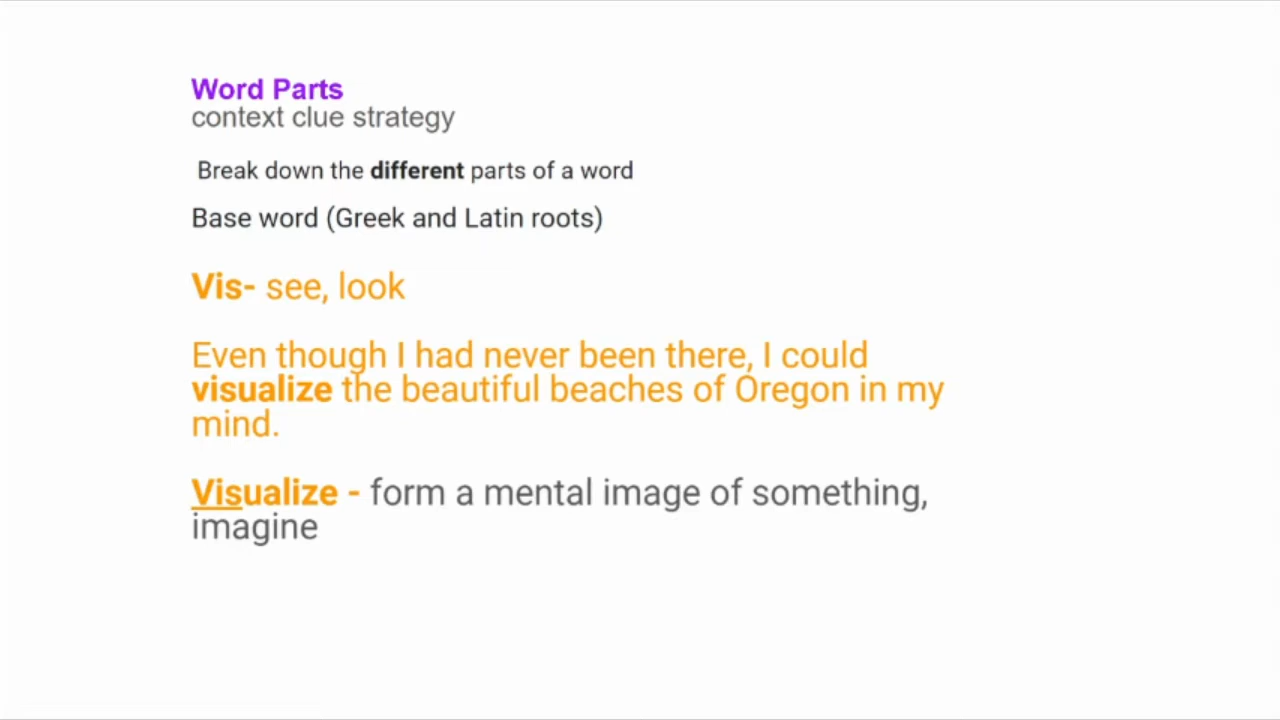 Word Parts
context clue strategy
Break down the different parts of a word
Base word (Greek and Latin roots)
Vis- see, look
Even though I had never been there, I could
visualize the beautiful beaches of Oregon in my
mind.
Visualize - form a mental image of something,
imagine